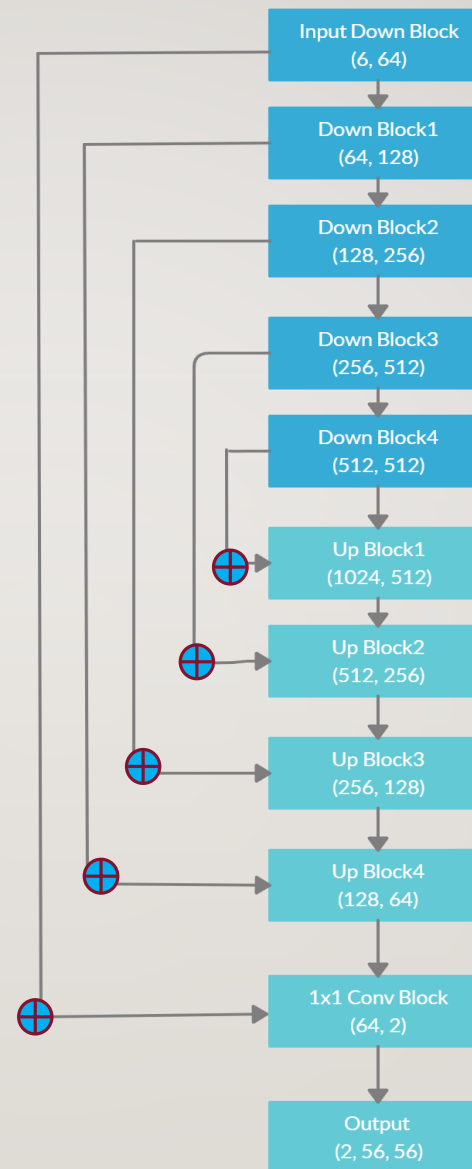 Input Down Block
(6, 64)
Down Block1
(64, 128)
Down Block2
(128, 256)
Down Block3
(256, 512)
Down Block4
(512, 512)
Up Block1
(1024, 512)
Up Block2
(512, 256)
Up Block3
(256, 128)
Up Block4
(128, 64)
1x1 Conv Block
(64, 2)
Output
(2, 56, 56)